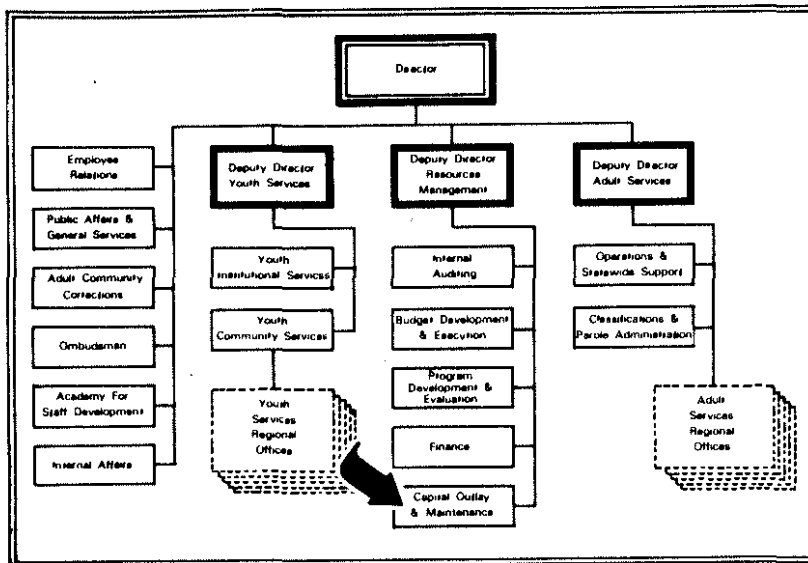 Director
Employee
Relations
Public Affairs &
General Services
Adult Community
Corrections
Ombudsman
Academy For
Staff Development
Internal Affairs
Deputy Director
Youth Services
Youth
Institutional Services
Youth
Community Services
Youth
Services
Regional
Offices
Deputy Director
Resources
Management
Internal
Auditing
Budget Development
& Execution
Program
Development &
Evaluation
Finance
Capital Outlay
& Maintenance
Deputy Director
Adult Services
Operations &
Statewide Support
Classifications &
Parole Administration
Adult
Services
Regional
Offices